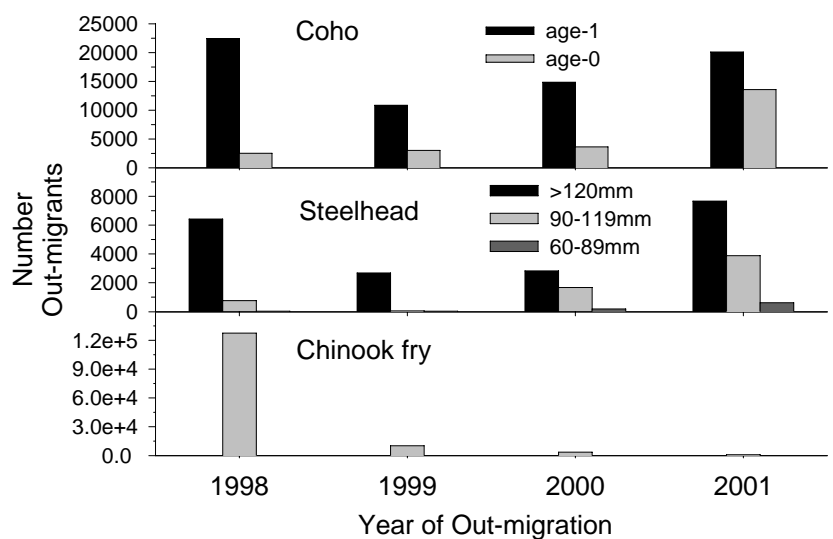 Coho
age-1
age-0
25000
20000
15000
10000
5000
0
Steelhead
>120mm
90-119mm
60-89mm
8000
6000
4000
2000
0
Number
Out-migrants
Chinook fry
1.2e+5
9.0e+4
6.0e+4
3.0e+4
0.0
1998 1999 2000 2001
Year of Out-migration